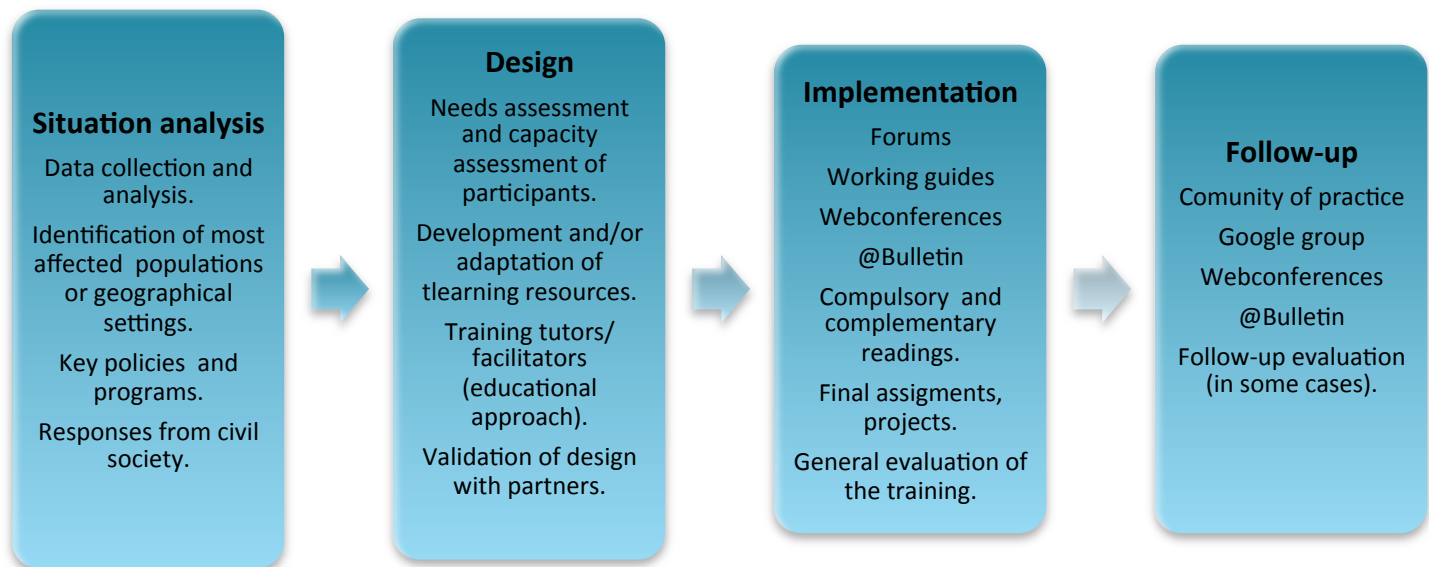 Situation analysis
Data collection and
analysis.
Identification of most
affected populations
or geographical
settings.
Key policies and
programs.
Responses from civil
society.
Design
Needs assessment
and capacity
assessment of
participants.
Development and/or
adaptation of
tlearning resources.
Training tutors/
facilitators
(educational
approach).
Validation of design
with partners.
Implementation
Forums
Working guides
Webconferences
@Bulletin
Compulsory and
complementary
readings.
Final assigments,
projects.
General evaluation of
the training.
Follow-up
Comunity of practice
Google group
Webconferences
@Bulletin
Follow-up evaluation
(in some cases).